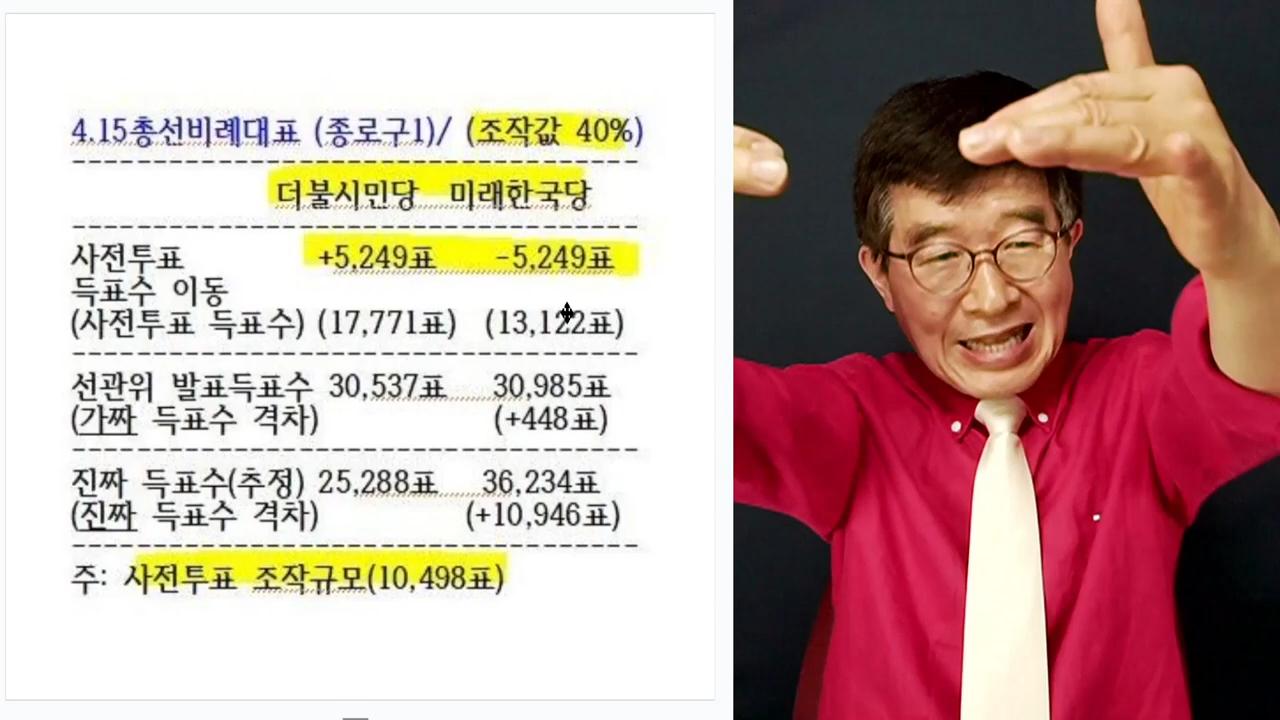 4.15총선비례대표 (종로구1)/ (조작값 40%)
더불시민당 미래한국당
사전투표 +5,249표 -5,249표
득표수 이동
(사전투표 득표수) (17,771표) (13,122표)
선관위 발표득표수 30,537표 30,985표
(가짜 득표수 격차) (+448표)
진짜 득표수(추정) 25,288표 36,234표
(진짜 득표수 격차) (+10,946표)
주: 사전투표 조작규모(10,498표)